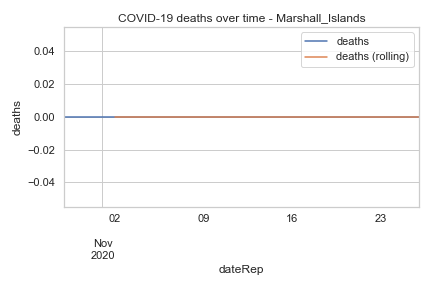 COVID-19 deaths over time - Marshall_Islands
deaths
deaths (rolling)
0.04
0.02
0.00
−0.02
−0.04
deaths
02
09
16
23
Nov
2020
dateRep